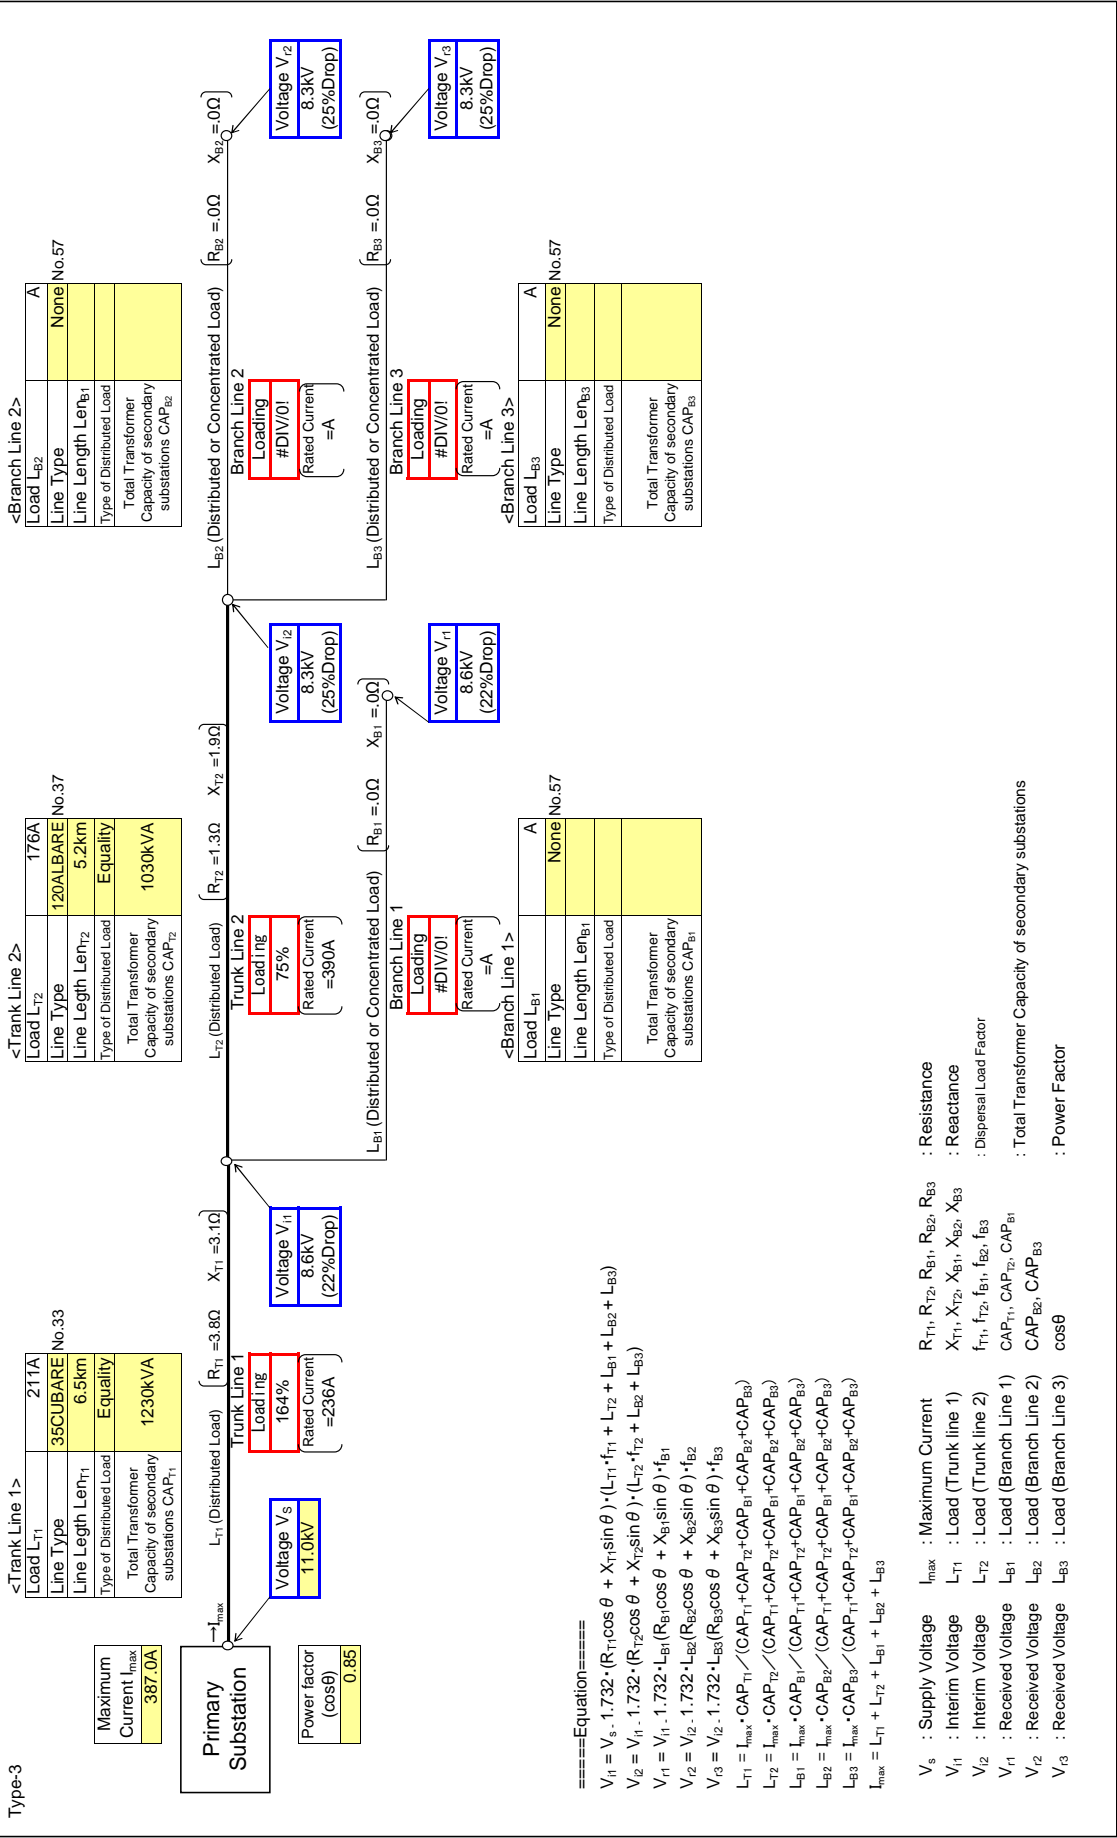 Type-3
Maximum
Current Imax
387.0A
Primary
Substation
Power factor
(cosθ)
0.85
→Imax
Voltage VS
11.0kV
<Trank Line 1>
Load LT1 211A
Line Type 35CUBARE No.33
Line Legth LenT1 6.5km
Type of Distributed Load Equality
Total Transformer
Capacity of secondary
substations CAPT1
1230kVA
LT1 (Distributed Load)
RT1 =3.8Ω XT1 =3.1Ω
Trunk Line 1
Loading
164%
Rated Current
=236A
Voltage Vi1
8.6kV
(22%Drop)
<Trank Line 2>
Load LT2 176A
Line Type 120ALBARE No.37
Line Legth LenT2 5.2km
Type of Distributed Load Equality
Total Transformer
Capacity of secondary
substations CAPT2
1030kVA
LT2 (Distributed Load)
RT2 =1.3Ω XT2 =1.9Ω
Trunk Line 2
Loading
75%
Rated Current
=390A
Voltage Vi2
8.3kV
(25%Drop)
LB1 (Distributed or Concentrated Load)
RB1 =.0Ω XB1 =.0Ω
Branch Line 1
Loading
#DIV/0!
Rated Current
=A
Voltage Vr1
8.6kV
(22%Drop)
<Branch Line 1>
Load LB1 A
Line Type None No.57
Line Length LenB1
Type of Distributed Load
Total Transformer
Capacity of secondary
substations CAPB1
<Branch Line 2>
Load LB2 A
Line Type None No.57
Line Length LenB1
Type of Distributed Load
Total Transformer
Capacity of secondary
substations CAPB2
LB2 (Distributed or Concentrated Load)
RB2 =.0Ω XB2 =.0Ω
Branch Line 2
Loading
#DIV/0!
Rated Current
=A
Voltage Vr2
8.3kV
(25%Drop)
LB3 (Distributed or Concentrated Load)
RB3 =.0Ω XB3 =.0Ω
Branch Line 3
Loading
#DIV/0!
Rated Current
=A
Voltage Vr3
8.3kV
(25%Drop)
<Branch Line 3>
Load LB3 A
Line Type None No.57
Line Length LenB3
Type of Distributed Load
Total Transformer
Capacity of secondary
substations CAPB3
=====Equation=====
Vi1 = VS - 1.732・(RT1cosθ + XT1sinθ)・(LT1・fT1 + LT2 + LB1 + LB2 + LB3)
Vi2 = Vi1 - 1.732・(RT2cosθ + XT2sinθ)・(LT2・fT2 + LB2 + LB3)
Vr1 = Vi1 - 1.732・LB1(RB1cosθ + XB1sinθ)・fB1
Vr2 = Vi2 - 1.732・LB2(RB2cosθ + XB2sinθ)・fB2
Vr3 = Vi2 - 1.732・LB3(RB3cosθ + XB3sinθ)・fB3
LT1 = Imax・CAPT1／(CAPT1+CAPT2+CAPB1+CAPB2+CAPB3)
LT2 = Imax・CAPT2／(CAPT1+CAPT2+CAPB1+CAPB2+CAPB3)
LB1 = Imax・CAPB1／(CAPT1+CAPT2+CAPB1+CAPB2+CAPB3)
LB2 = Imax・CAPB2／(CAPT1+CAPT2+CAPB1+CAPB2+CAPB3)
LB3 = Imax・CAPB3／(CAPT1+CAPT2+CAPB1+CAPB2+CAPB3)
Imax = LT1 + LT2 + LB1 + LB2 + LB3
Vs : Supply Voltage Imax : Maximum Current RT1, RT2, RB1, RB2, RB3 : Resistance
Vi1 : Interim Voltage LT1 : Load (Trunk line 1) XT1, XT2, XB1, XB2, XB3 : Reactance
Vi2 : Interim Voltage LT2 : Load (Trunk line 2) fT1, fT2, fB1, fB2, fB3 : Dispersal Load Factor
Vr1 : Received Voltage LB1 : Load (Branch Line 1) CAPT1, CAPT2, CAPB1 : Total Transformer Capacity of secondary substations
Vr2 : Received Voltage LB2 : Load (Branch Line 2) CAPB2, CAPB3
Vr3 : Received Voltage LB3 : Load (Branch Line 3) cosθ : Power Factor